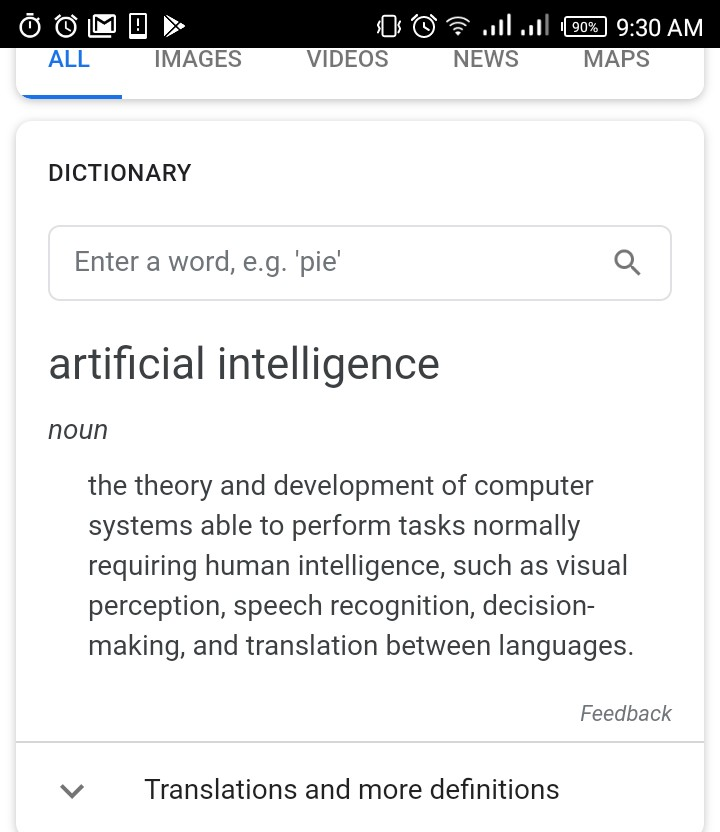 90% 9:30 AM
ALL IMAGES VIDEOS NEWS MAPS
DICTIONARY
Enter a word, e.g. 'pie'
artificial intelligence
noun
the theory and development of computer
systems able to perform tasks normally
requiring human intelligence, such as visual
perception, speech recognition, decision-
making, and translation between languages.
Feedback
Translations and more definitions